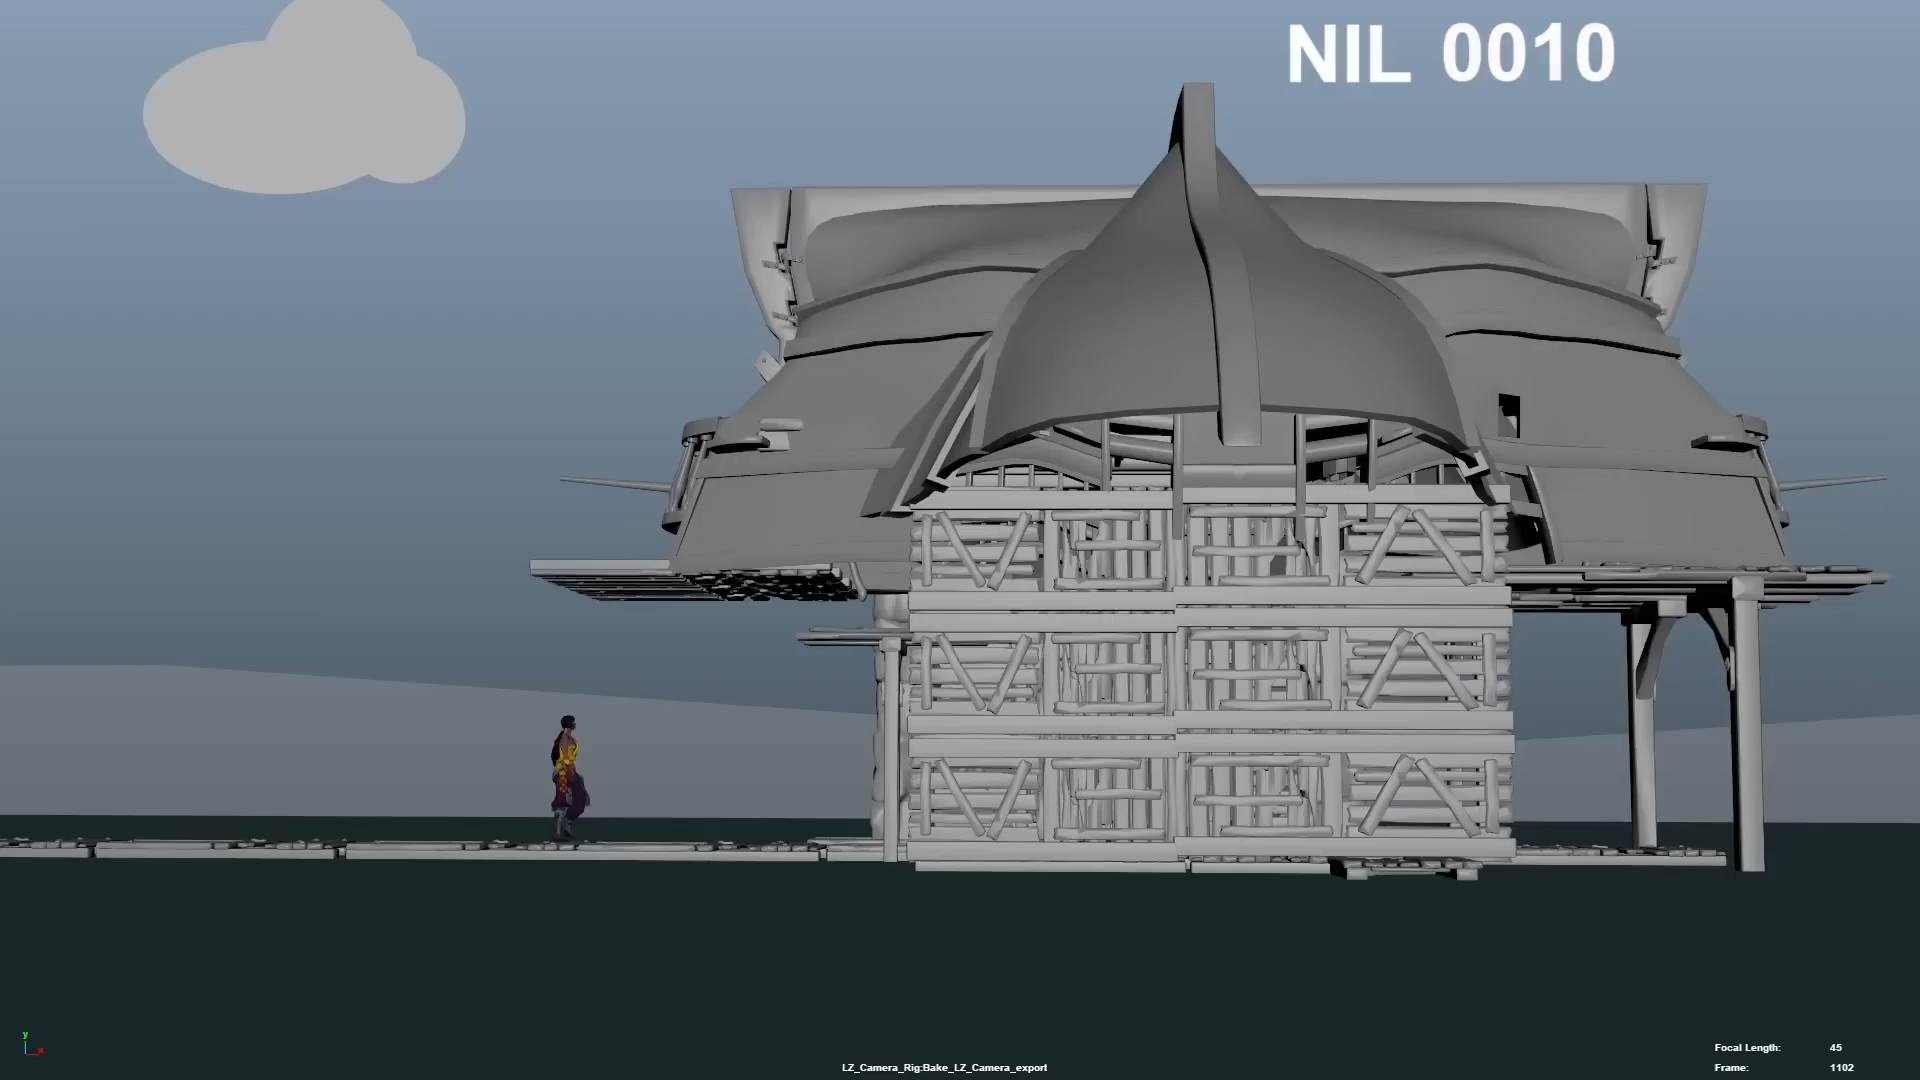 NIL 0010
y
x
Focal Length: 45
LZ_Camera_Rig:Bake_LZ_Camera_export
Frame: 1102